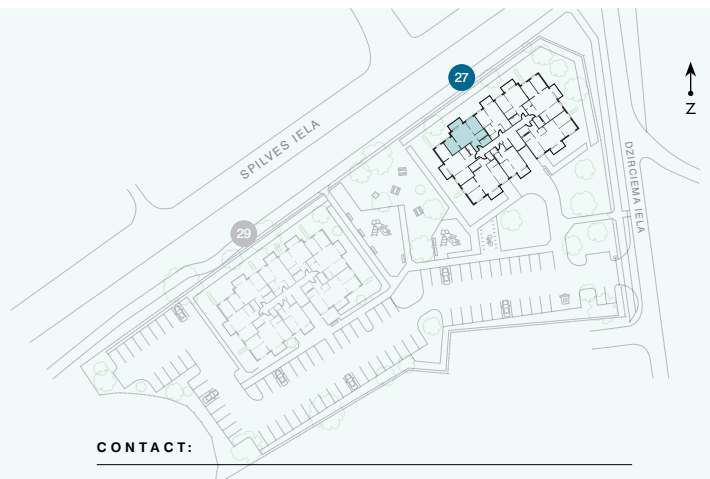 27
Z
SPILVES IELA
DZIRCIEMA IELA
29
CONTACT: